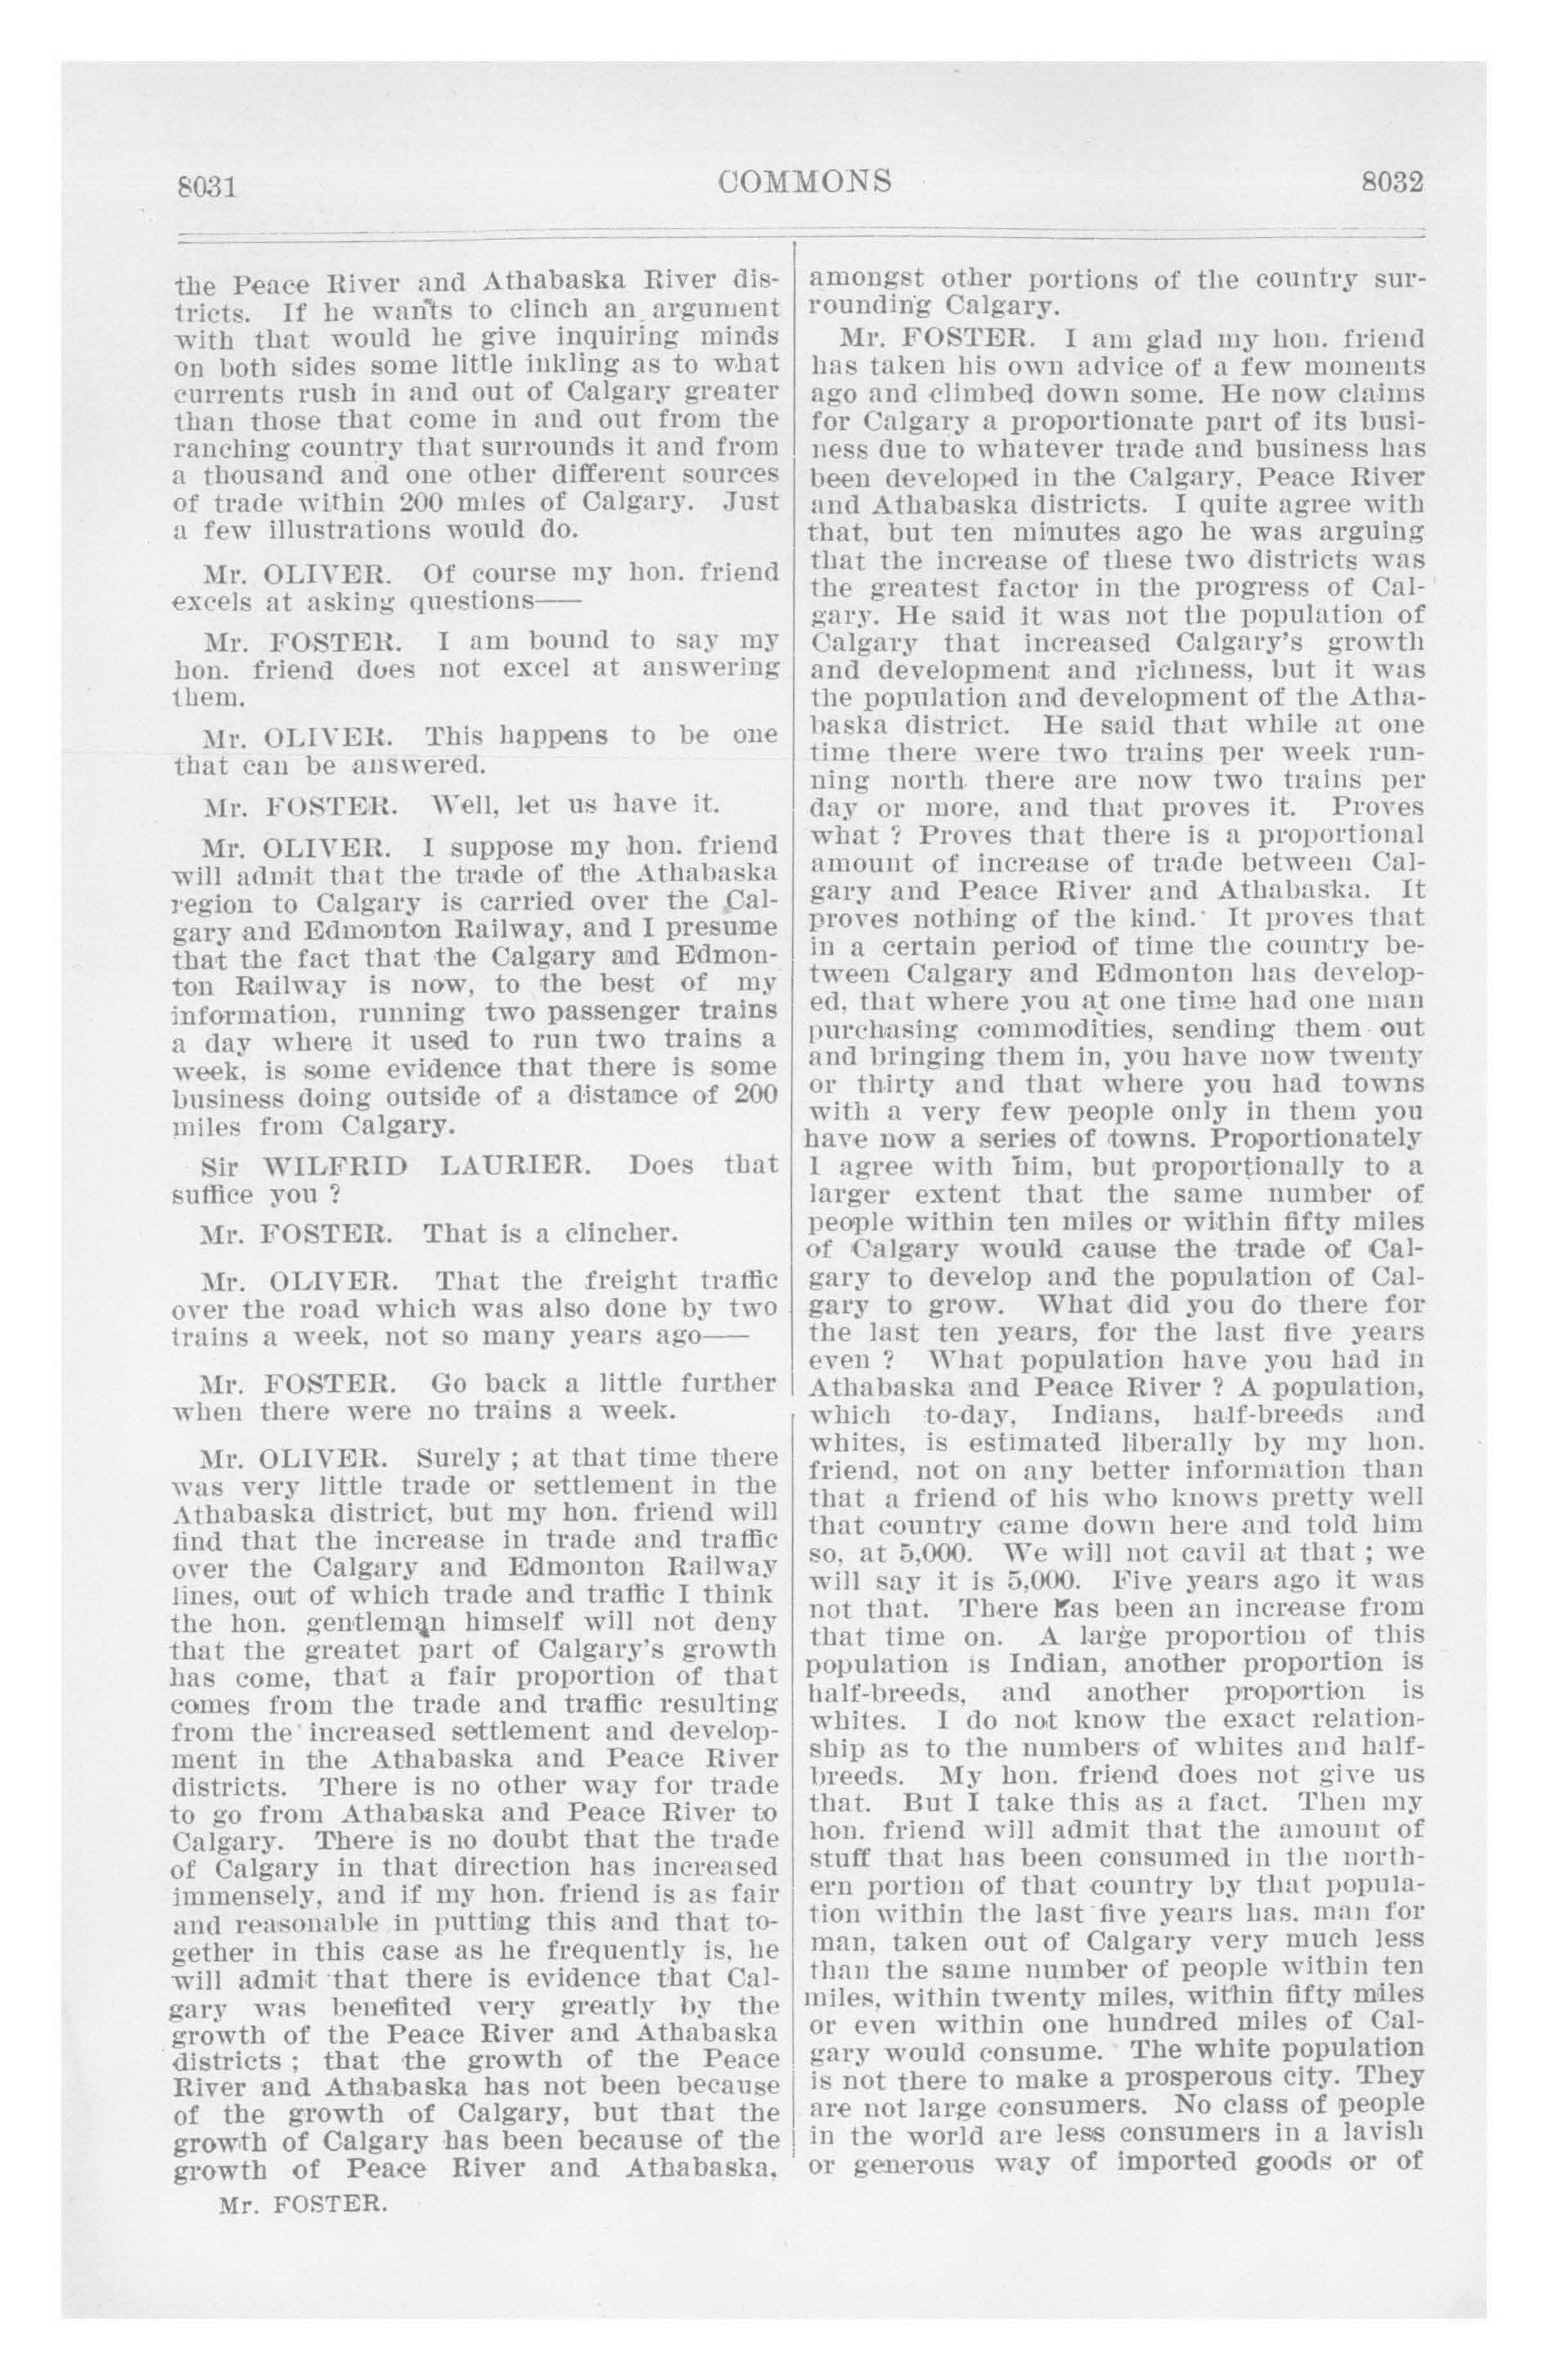 8031
COMMONS
8032
the Peace River and Athabaska River dis-
tricts. If he wants to clinch an argument
with that would he give inquiring minds
on both sides some little inkling as to what
currents rush in and out of Calgary greater
than those that come in and out from the
ranching country that surrounds it and from
a thousand and one other different sources
of trade within 200 miles of Calgary. Just
a few illustrations would do.
Mr. OLIVER. Of course my hon. friend
excels at asking questions——
Mr. FOSTER. I am bound to say my
hon. friend does not excel at answering
them.
Mr. OLIVER. This happens to be one
that can be answered.
Mr. FOSTER. Well, let us have it.
Mr. OLIVER. I suppose my hon. friend
will admit that the trade of the Athabaska
region to Calgary is carried over the Cal-
gary and Edmonton Railway, and I presume
that the fact that the Calgary and Edmon-
ton Railway is now, to the best of my
information, running two passenger trains
a day where it used to run two trains a
week, is some evidence that there is some
business doing outside of a distance of 200
miles from Calgary.
Sir WILFRID LAURIER. Does that
suffice you ?
Mr. FOSTER. That is a clincher.
Mr. OLIVER. That the freight traffic
over the road which was also done by two
trains a week, not so many years ago——
Mr. FOSTER. Go back a little further
when there were no trains a week.
Mr. OLIVER. Surely ; at that time there
was very little trade or settlement in the
Athabaska district, but my hon. friend will
find that the increase in trade and traffic
over the Calgary and Edmonton Railway
lines, out of which trade and traffic I think
the hon. gentleman himself will not deny
that the greatet part of Calgary's growth
has come, that a fair proportion of that
comes from the trade and traffic resulting
from the increased settlement and develop-
ment in the Athabaska and Peace River
districts. There is no other way for trade
to go from Athabaska and Peace River to
Calgary. There is no doubt that the trade
of Calgary in that direction has increased
immensely, and if my hon. friend is as fair
and reasonable in putting this and that to-
gether in this case as he frequently is, he
will admit that there is evidence that Cal-
gary was benefited very greatly by the
growth of the Peace River and Athabaska
districts ; that the growth of the Peace
River and Athabaska has not been because
of the growth of Calgary, but that the
growth of Calgary has been because of the
growth of Peace River and Athabaska,
Mr. FOSTER.
amongst other portions of the country sur-
rounding Calgary.
Mr. FOSTER. I am glad my hon. friend
has taken his own advice of a few moments
ago and climbed down some. He now claims
for Calgary a proportionate part of its busi-
ness due to whatever trade and business has
been developed in the Calgary, Peace River
and Athabaska districts. I quite agree with
that, but ten minutes ago he was arguing
that the increase of these two districts was
the greatest factor in the progress of Cal-
gary. He said it was not the population of
Calgary that increased Calgary's growth
and development and richness, but it was
the population and development of the Atha-
baska district. He said that while at one
time there were two trains per week run-
ning north there are now two trains per
day or more, and that proves it. Proves
what ? Proves that there is a proportional
amount of increase of trade between Cal-
gary and Peace River and Athabaska. It
proves nothing of the kind. It proves that
in a certain period of time the country be-
tween Calgary and Edmonton has develop-
ed, that where you at one time had one man
purchasing commodities, sending them out
and bringing them in, you have now twenty
or thirty and that where you had towns
with a very few people only in them you
have now a series of towns. Proportionately
I agree with him, but proportionally to a
larger extent that the same number of
people within ten miles or within fifty miles
of Calgary would cause the trade of Cal-
gary to develop and the population of Cal-
gary to grow. What did you do there for
the last ten years, for the last five years
even ? What population have you had in
Athabaska and Peace River ? A population,
which to-day, Indians, half-breeds and
whites, is estimated liberally by my hon.
friend, not on any better information than
that a friend of his who knows pretty well
that country came down here and told him
so, at 5,000. We will not cavil at that ; we
will say it is 5,000. Five years ago it was
not that. There has been an increase from
that time on. A large proportion of this
population is Indian, another proportion is
half-breeds, and another proportion is
whites. I do not know the exact relation-
ship as to the numbers of whites and half-
breeds. My hon. friend does not give us
that. But I take this as a fact. Then my
hon. friend will admit that the amount of
stuff that has been consumed in the north-
ern portion of that country by that popula-
tion within the last five years has, man for
man, taken out of Calgary very much less
than the same number of people within ten
miles, within twenty miles, within fifty miles
or even within one hundred miles of Cal-
gary would consume. The white population
is not there to make a prosperous city. They
are not large consumers. No class of people
in the world are less consumers in a lavish
or generous way of imported goods or of